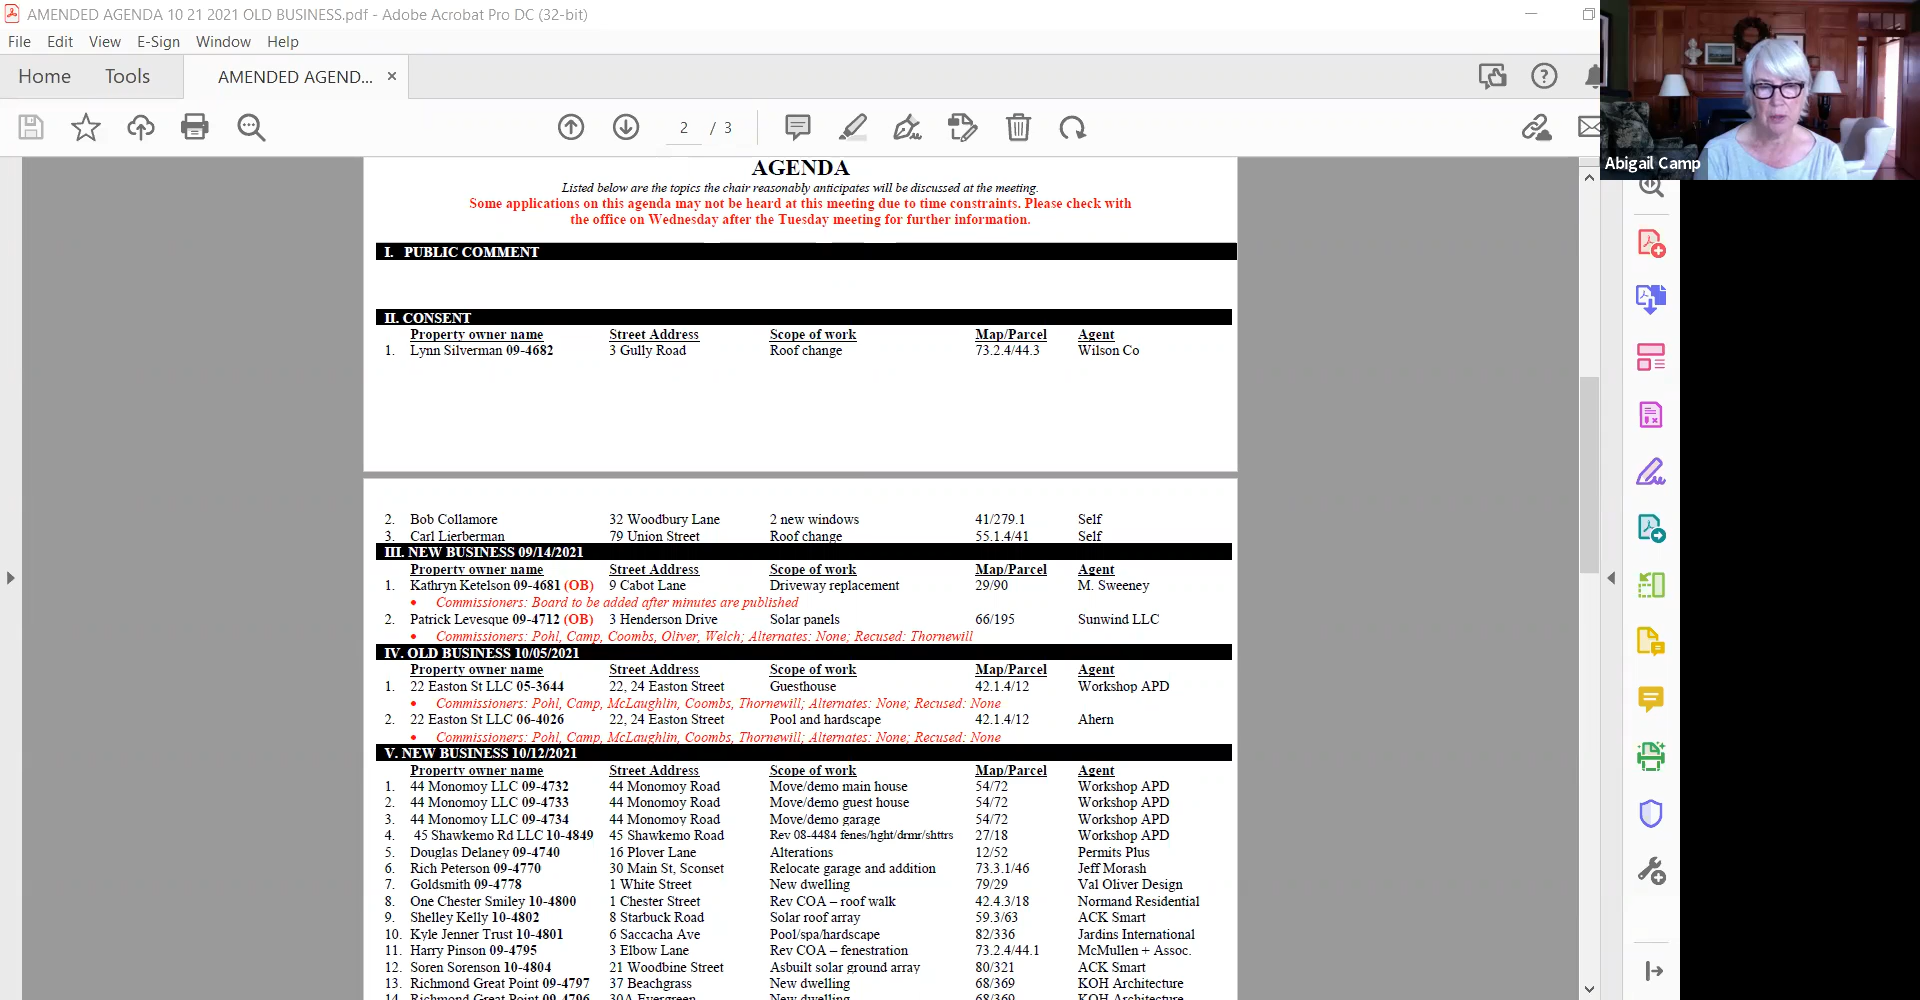 AMENDED AGENDA 10 21 2021 OLD BUSINESS.pdf - Adobe Acrobat Pro DC (32-bit)
File Edit View E-Sign Window Help
Home Tools AMENDED AGEND... ×
2 / 3
Abigail Camp
AGENDA
Listed below are the topics the chair reasonably anticipates will be discussed at the meeting.
Some applications on this agenda may not be heard at this meeting due to time constraints. Please check with
the office on Wednesday after the Tuesday meeting for further information.
I. PUBLIC COMMENT
II. CONSENT
Property owner name Street Address Scope of work Map/Parcel Agent
1. Lynn Silverman 09-4682 3 Gully Road Roof change 73.2.4/44.3 Wilson Co
2. Bob Collamore 32 Woodbury Lane 2 new windows 41/279.1 Self
3. Carl Lierberman 79 Union Street Roof change 55.1.4/41 Self
III. NEW BUSINESS 09/14/2021
Property owner name Street Address Scope of work Map/Parcel Agent
1. Kathryn Ketelson 09-4681 (OB) 9 Cabot Lane Driveway replacement 29/90 M. Sweeney
• Commissioners: Board to be added after minutes are published
2. Patrick Levesque 09-4712 (OB) 3 Henderson Drive Solar panels 66/195 Sunwind LLC
• Commissioners: Pohl, Camp, Coombs, Oliver, Welch; Alternates: None; Recused: Thornewill
IV. OLD BUSINESS 10/05/2021
Property owner name Street Address Scope of work Map/Parcel Agent
1. 22 Easton St LLC 05-3644 22, 24 Easton Street Guesthouse 42.1.4/12 Workshop APD
• Commissioners: Pohl, Camp, McLaughlin, Coombs, Thornewill; Alternates: None; Recused: None
2. 22 Easton St LLC 06-4026 22, 24 Easton Street Pool and hardscape 42.1.4/12 Ahern
• Commissioners: Pohl, Camp, McLaughlin, Coombs, Thornewill; Alternates: None; Recused: None
V. NEW BUSINESS 10/12/2021
Property owner name Street Address Scope of work Map/Parcel Agent
1. 44 Monomoy LLC 09-4732 44 Monomoy Road Move/demo main house 54/72 Workshop APD
2. 44 Monomoy LLC 09-4733 44 Monomoy Road Move/demo guest house 54/72 Workshop APD
3. 44 Monomoy LLC 09-4734 44 Monomoy Road Move/demo garage 54/72 Workshop APD
4. 45 Shawkemo Rd LLC 10-4849 45 Shawkemo Road Rev 08-4484 fenes/hght/drmr/shttrs 27/18 Workshop APD
5. Douglas Delaney 09-4740 16 Plover Lane Alterations 12/52 Permits Plus
6. Rich Peterson 09-4770 30 Main St, Sconset Relocate garage and addition 73.3.1/46 Jeff Morash
7. Goldsmith 09-4778 1 White Street New dwelling 79/29 Val Oliver Design
8. One Chester Smiley 10-4800 1 Chester Street Rev COA – roof walk 42.4.3/18 Normand Residential
9. Shelley Kelly 10-4802 8 Starbuck Road Solar roof array 59.3/63 ACK Smart
10. Kyle Jenner Trust 10-4801 6 Saccacha Ave Pool/spa/hardscape 82/336 Jardins International
11. Harry Pinson 09-4795 3 Elbow Lane Rev COA – fenestration 73.2.4/44.1 McMullen + Assoc.
12. Soren Sorenson 10-4804 21 Woodbine Street Asbuilt solar ground array 80/321 ACK Smart
13. Richmond Great Point 09-4797 37 Beachgrass New dwelling 68/369 KOH Architecture
14. Richmond Great Point 09-4796 30A Evergreen New dwelling 68/369 KOH Architecture